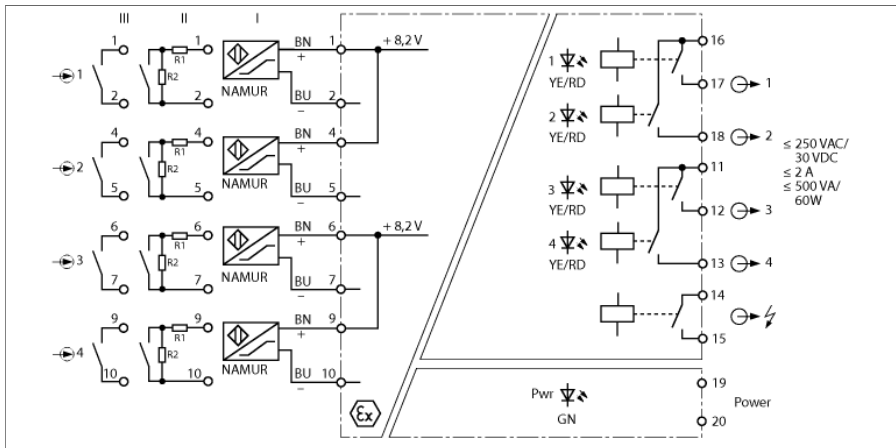 III II I
1 1 BN 1 + 8,2 V 16
+
1 R1
R2 1
YE/RD
NAMUR 17 1
2 2 BU 2
–
4 4 BN 4 2
YE/RD
18 2
+
R1
2 R2
≤ 250 VAC/
30 VDC
≤ 2 A
≤ 500 VA/
60W
NAMUR 11
5 5 BU 5
–
3
YE/RD
12 3
6 6 BN 6 + 8,2 V
+
R1
3 R2 4
YE/RD
NAMUR 13 4
7 7 BU 7
–
14
9 9 BN 9
+
R1
4 R2 15
NAMUR
10 10 BU 10
–
Ex
19
Pwr Power
GN
20